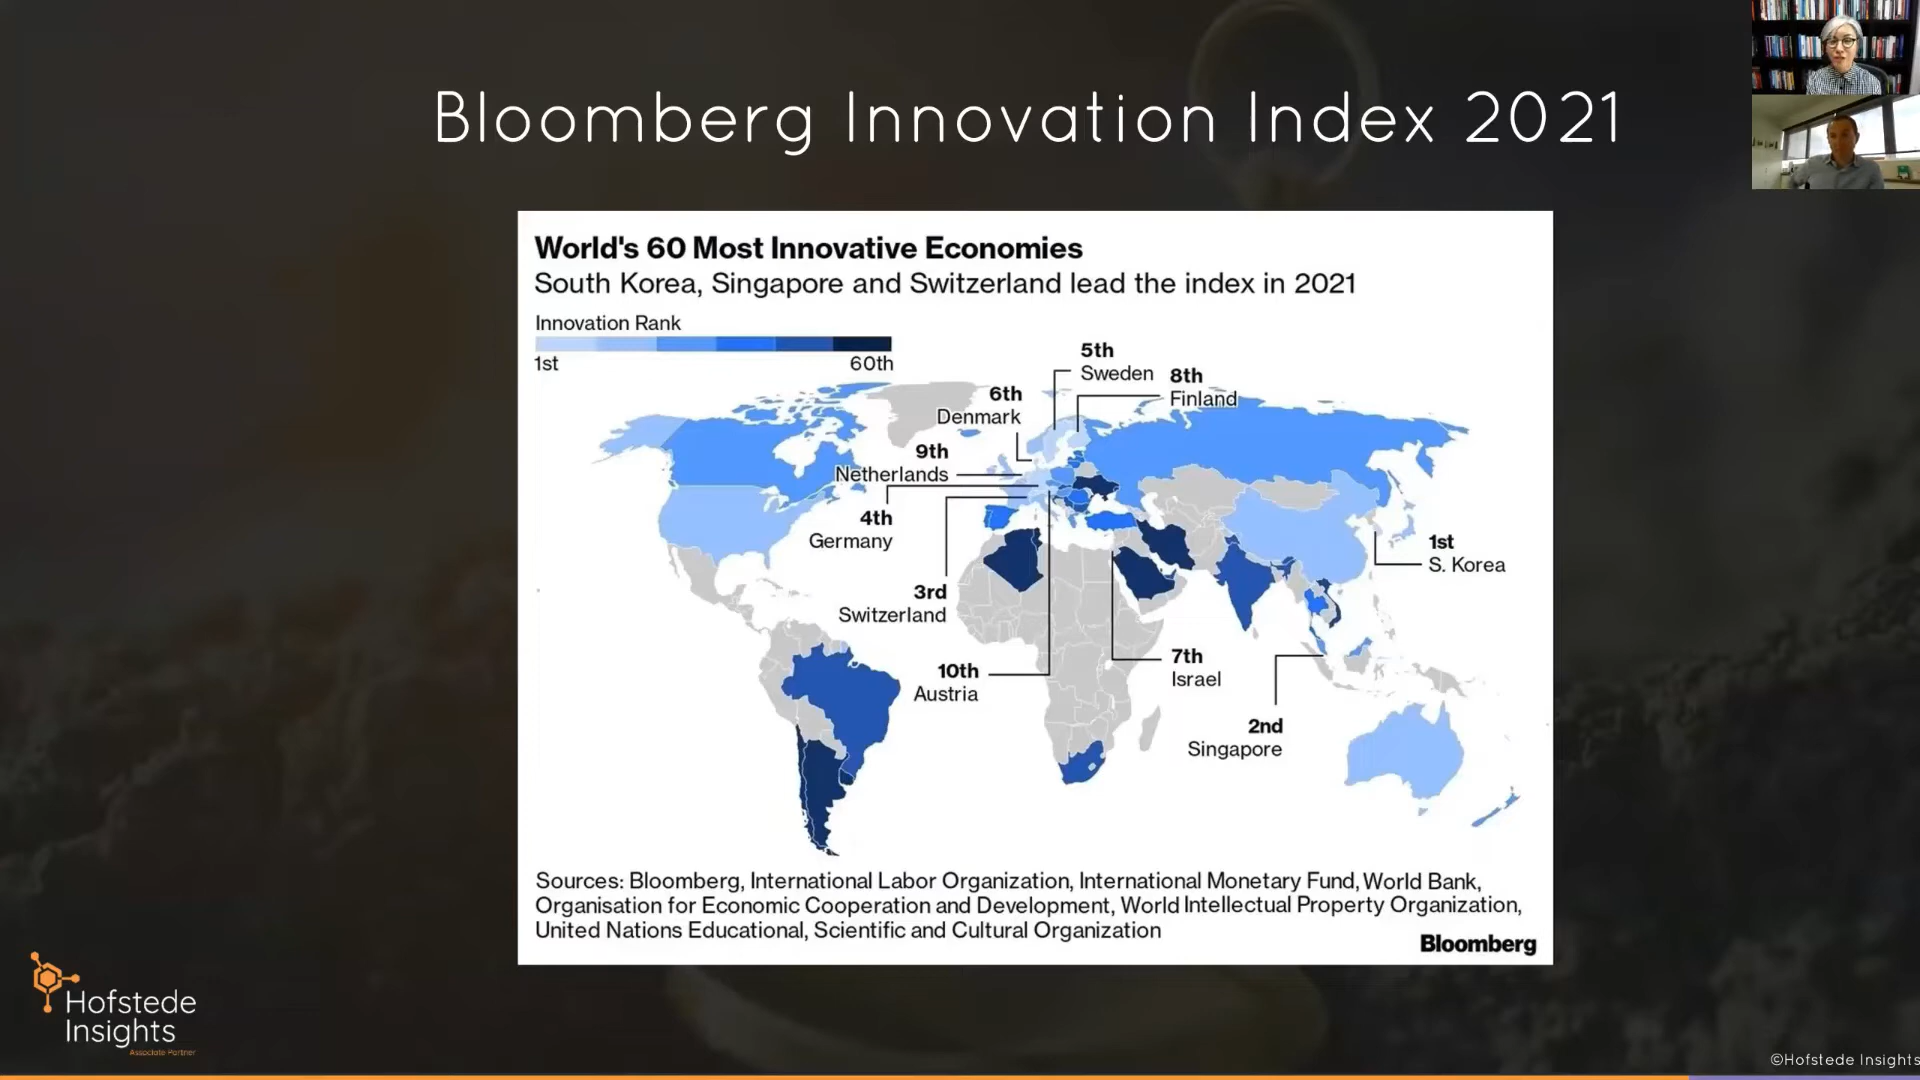 Bloomberg Innovation Index 2021
World's 60 Most Innovative Economies
South Korea, Singapore and Switzerland lead the index in 2021
Innovation Rank
1st
60th
5th
Sweden
8th
Finland
6th
Denmark
9th
Netherlands
4th
Germany
1st
S. Korea
3rd
Switzerland
7th
Israel
10th
Austria
2nd
Singapore
Sources: Bloomberg, International Labor Organization, International Monetary Fund, World Bank,
Organisation for Economic Cooperation and Development, World Intellectual Property Organization,
United Nations Educational, Scientific and Cultural Organization
Bloomberg
Hofstede
Insights
Associate Partner
©Hofstede Insights